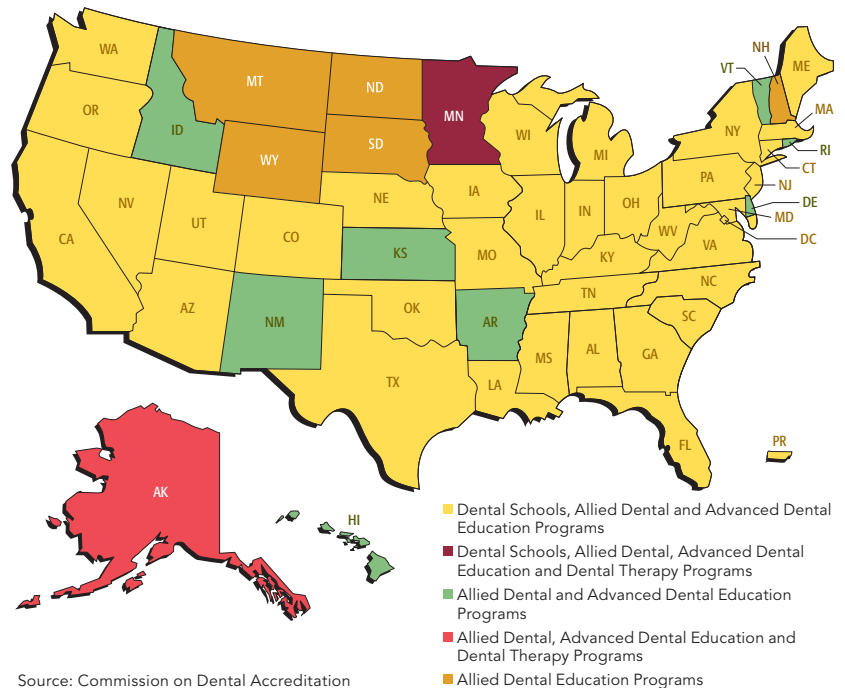 WA
MT
ND
MN
OR
ID
WY
SD
WI
MI
NY
VT
NH
ME
MA
RI
CT
NJ
DE
MD
DC
PA
CA
NV
UT
CO
NE
IA
IL
IN
OH
WV
VA
KS
MO
KY
NC
TN
SC
AZ
NM
OK
AR
TX
LA
MS
AL
GA
FL
PR
AK
HI
Dental Schools, Allied Dental and Advanced Dental
Education Programs
Dental Schools, Allied Dental, Advanced Dental
Education and Dental Therapy Programs
Allied Dental and Advanced Dental Education
Programs
Allied Dental, Advanced Dental Education and
Dental Therapy Programs
Allied Dental Education Programs
Source: Commission on Dental Accreditation